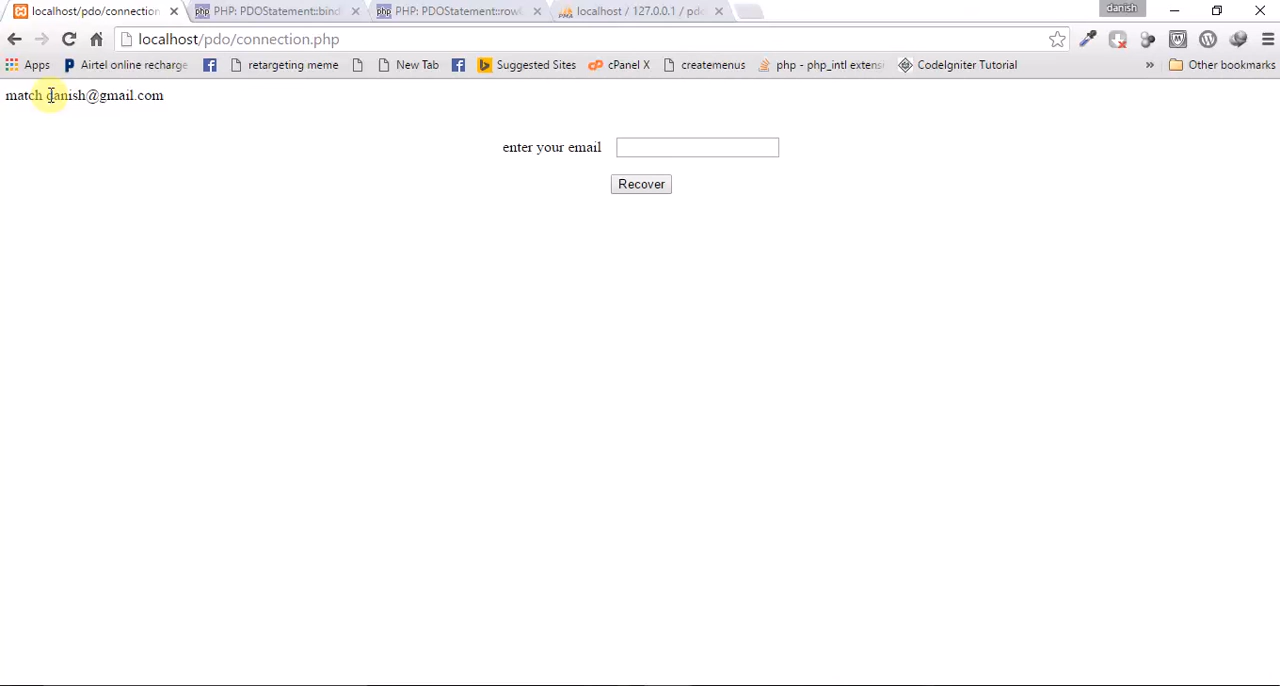 localhost/pdo/connection PHP: PDOStatement::bind PHP: PDOStatement::row localhost / 127.0.0.1 / pd danish
localhost/pdo/connection.php
Apps Airtel online recharge retargeting meme New Tab Suggested Sites cPanel X createmenus php - php_intl extensi CodeIgniter Tutorial » Other bookmarks
match danish@gmail.com
enter your email
Recover